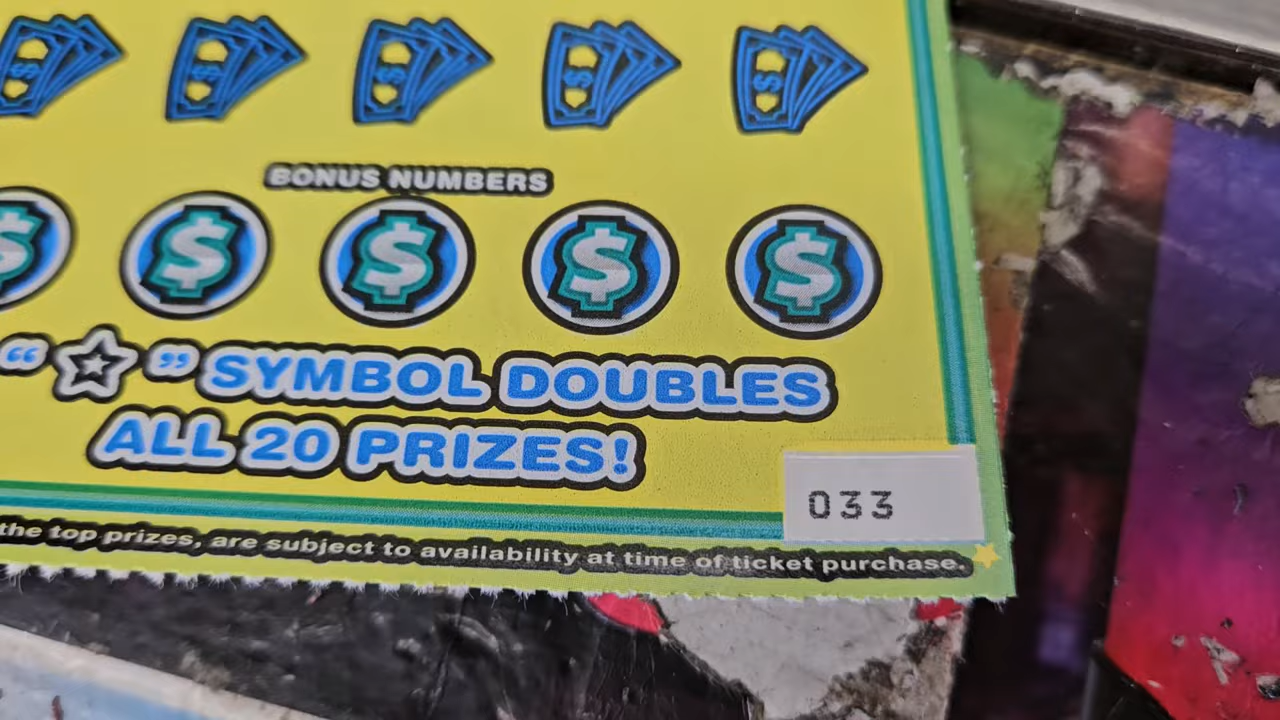 BONUS NUMBERS
$ $ $ $ $
“☆” SYMBOL DOUBLES
ALL 20 PRIZES!
033
the top prizes, are subject to availability at time of ticket purchase.